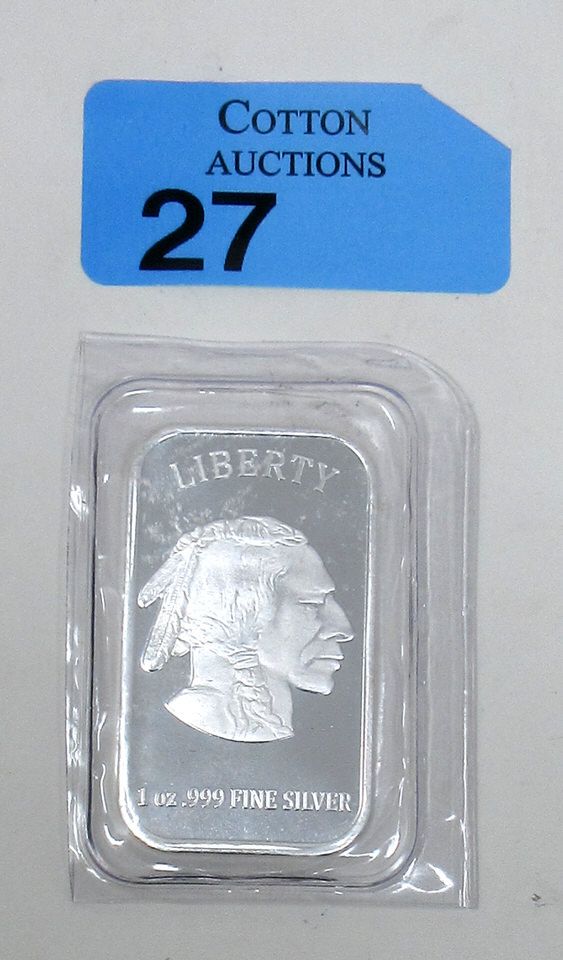 COTTON
AUCTIONS
27
LIBERTY
1 oz .999 FINE SILVER